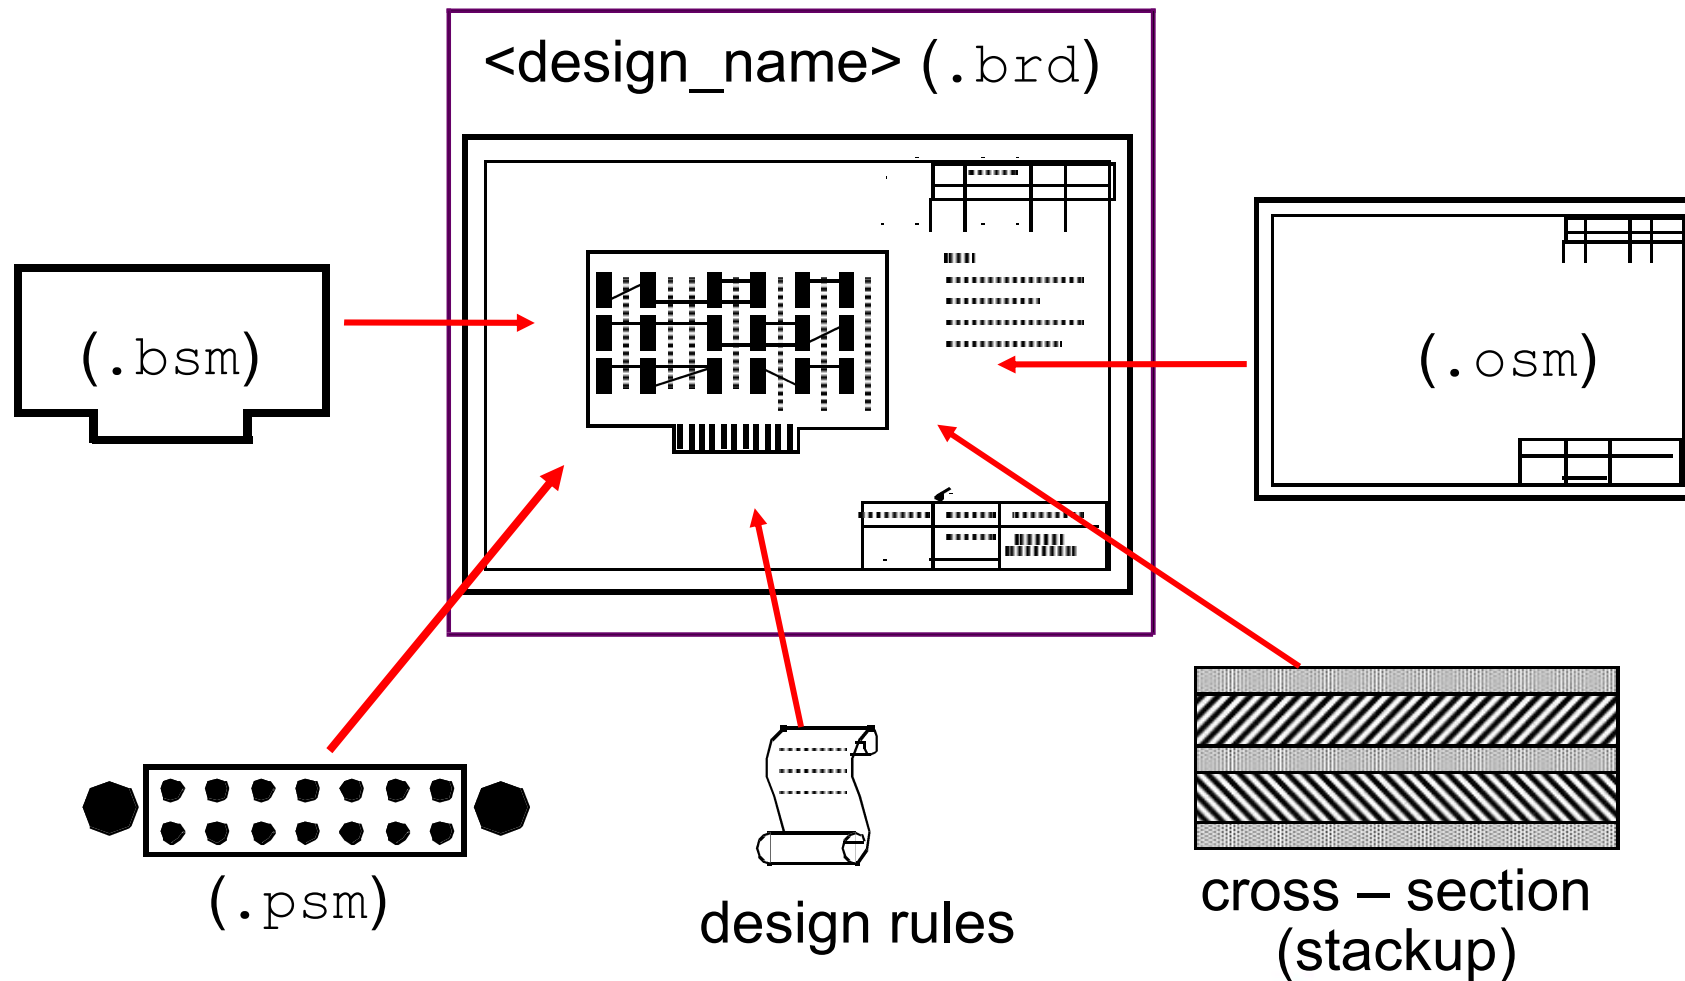 <design_name> (.brd)
(.bsm)
(.osm)
(.psm)
design rules
cross – section
(stackup)